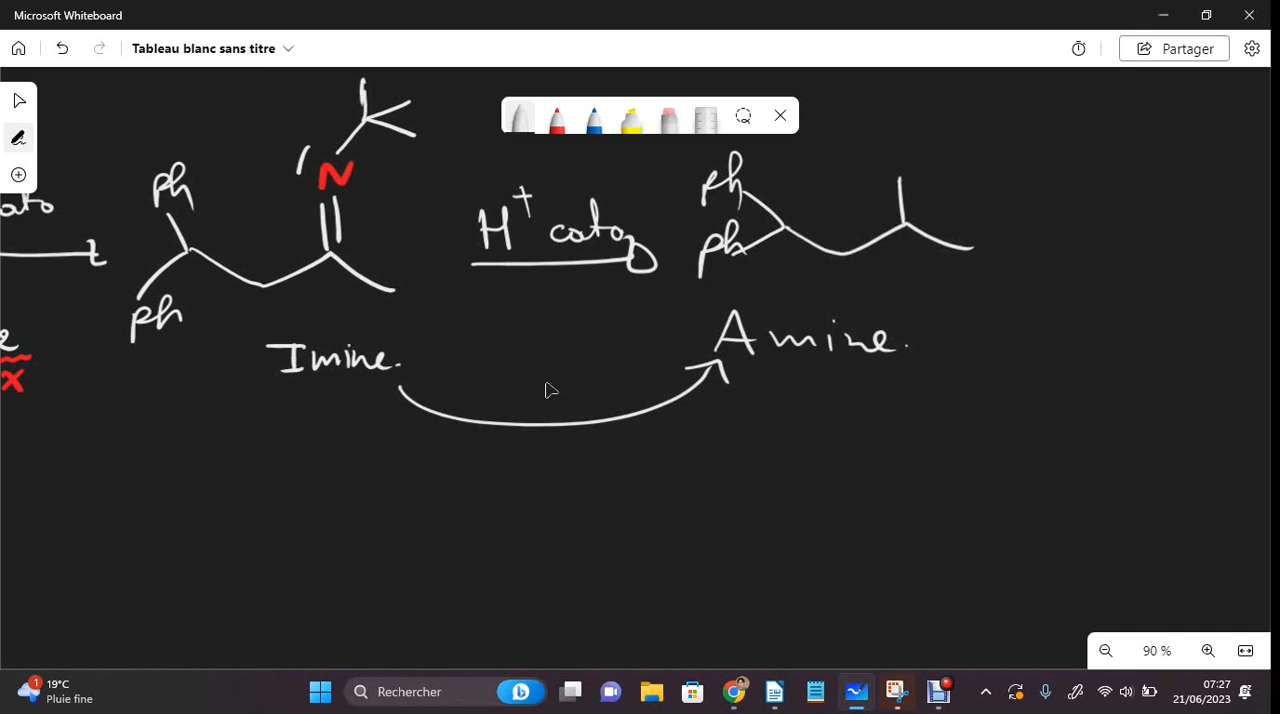 Microsoft Whiteboard
Tableau blanc sans titre
Partager
ph
N
H+ cata
ph
ph
ph
t
x
Imine.
Amine.
90 %
1
19°C
Pluie fine
Rechercher
07:27
21/06/2023